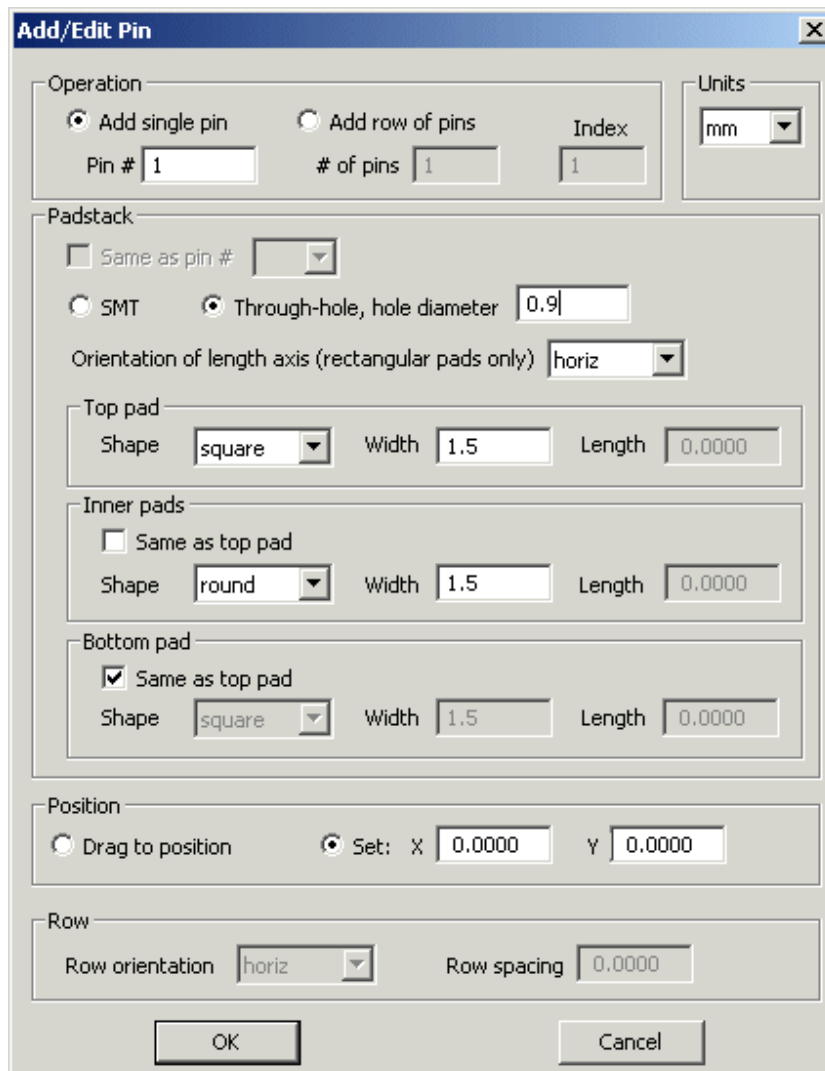 Add/Edit Pin
Operation
Units
Add single pin Add row of pins Index
mm
Pin # 1 # of pins 1 1
Padstack
Same as pin #
SMT Through-hole, hole diameter 0.9
Orientation of length axis (rectangular pads only) horiz
Top pad
Shape square Width 1.5 Length 0.0000
Inner pads
Same as top pad
Shape round Width 1.5 Length 0.0000
Bottom pad
Same as top pad
Shape square Width 1.5 Length 0.0000
Position
Drag to position Set: X 0.0000 Y 0.0000
Row
Row orientation horiz Row spacing 0.0000
OK Cancel